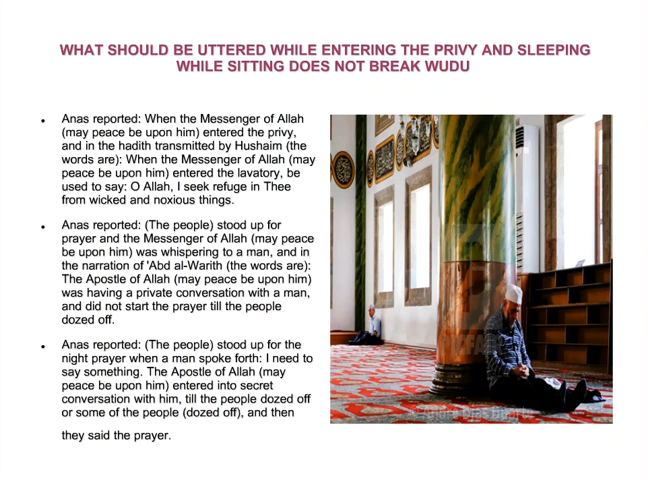 WHAT SHOULD BE UTTERED WHILE ENTERING THE PRIVY AND SLEEPING
WHILE SITTING DOES NOT BREAK WUDU
• Anas reported: When the Messenger of Allah
(may peace be upon him) entered the privy,
and in the hadith transmitted by Hushaim (the
words are): When the Messenger of Allah (may
peace be upon him) entered the lavatory, be
used to say: O Allah, I seek refuge in Thee
from wicked and noxious things.
• Anas reported: (The people) stood up for
prayer and the Messenger of Allah (may peace
be upon him) was whispering to a man, and in
the narration of 'Abd al-Warith (the words are):
The Apostle of Allah (may peace be upon him)
was having a private conversation with a man,
and did not start the prayer till the people
dozed off.
• Anas reported: (The people) stood up for the
night prayer when a man spoke forth: I need to
say something. The Apostle of Allah (may
peace be upon him) entered into secret
conversation with him, till the people dozed off
or some of the people (dozed off), and then
they said the prayer.